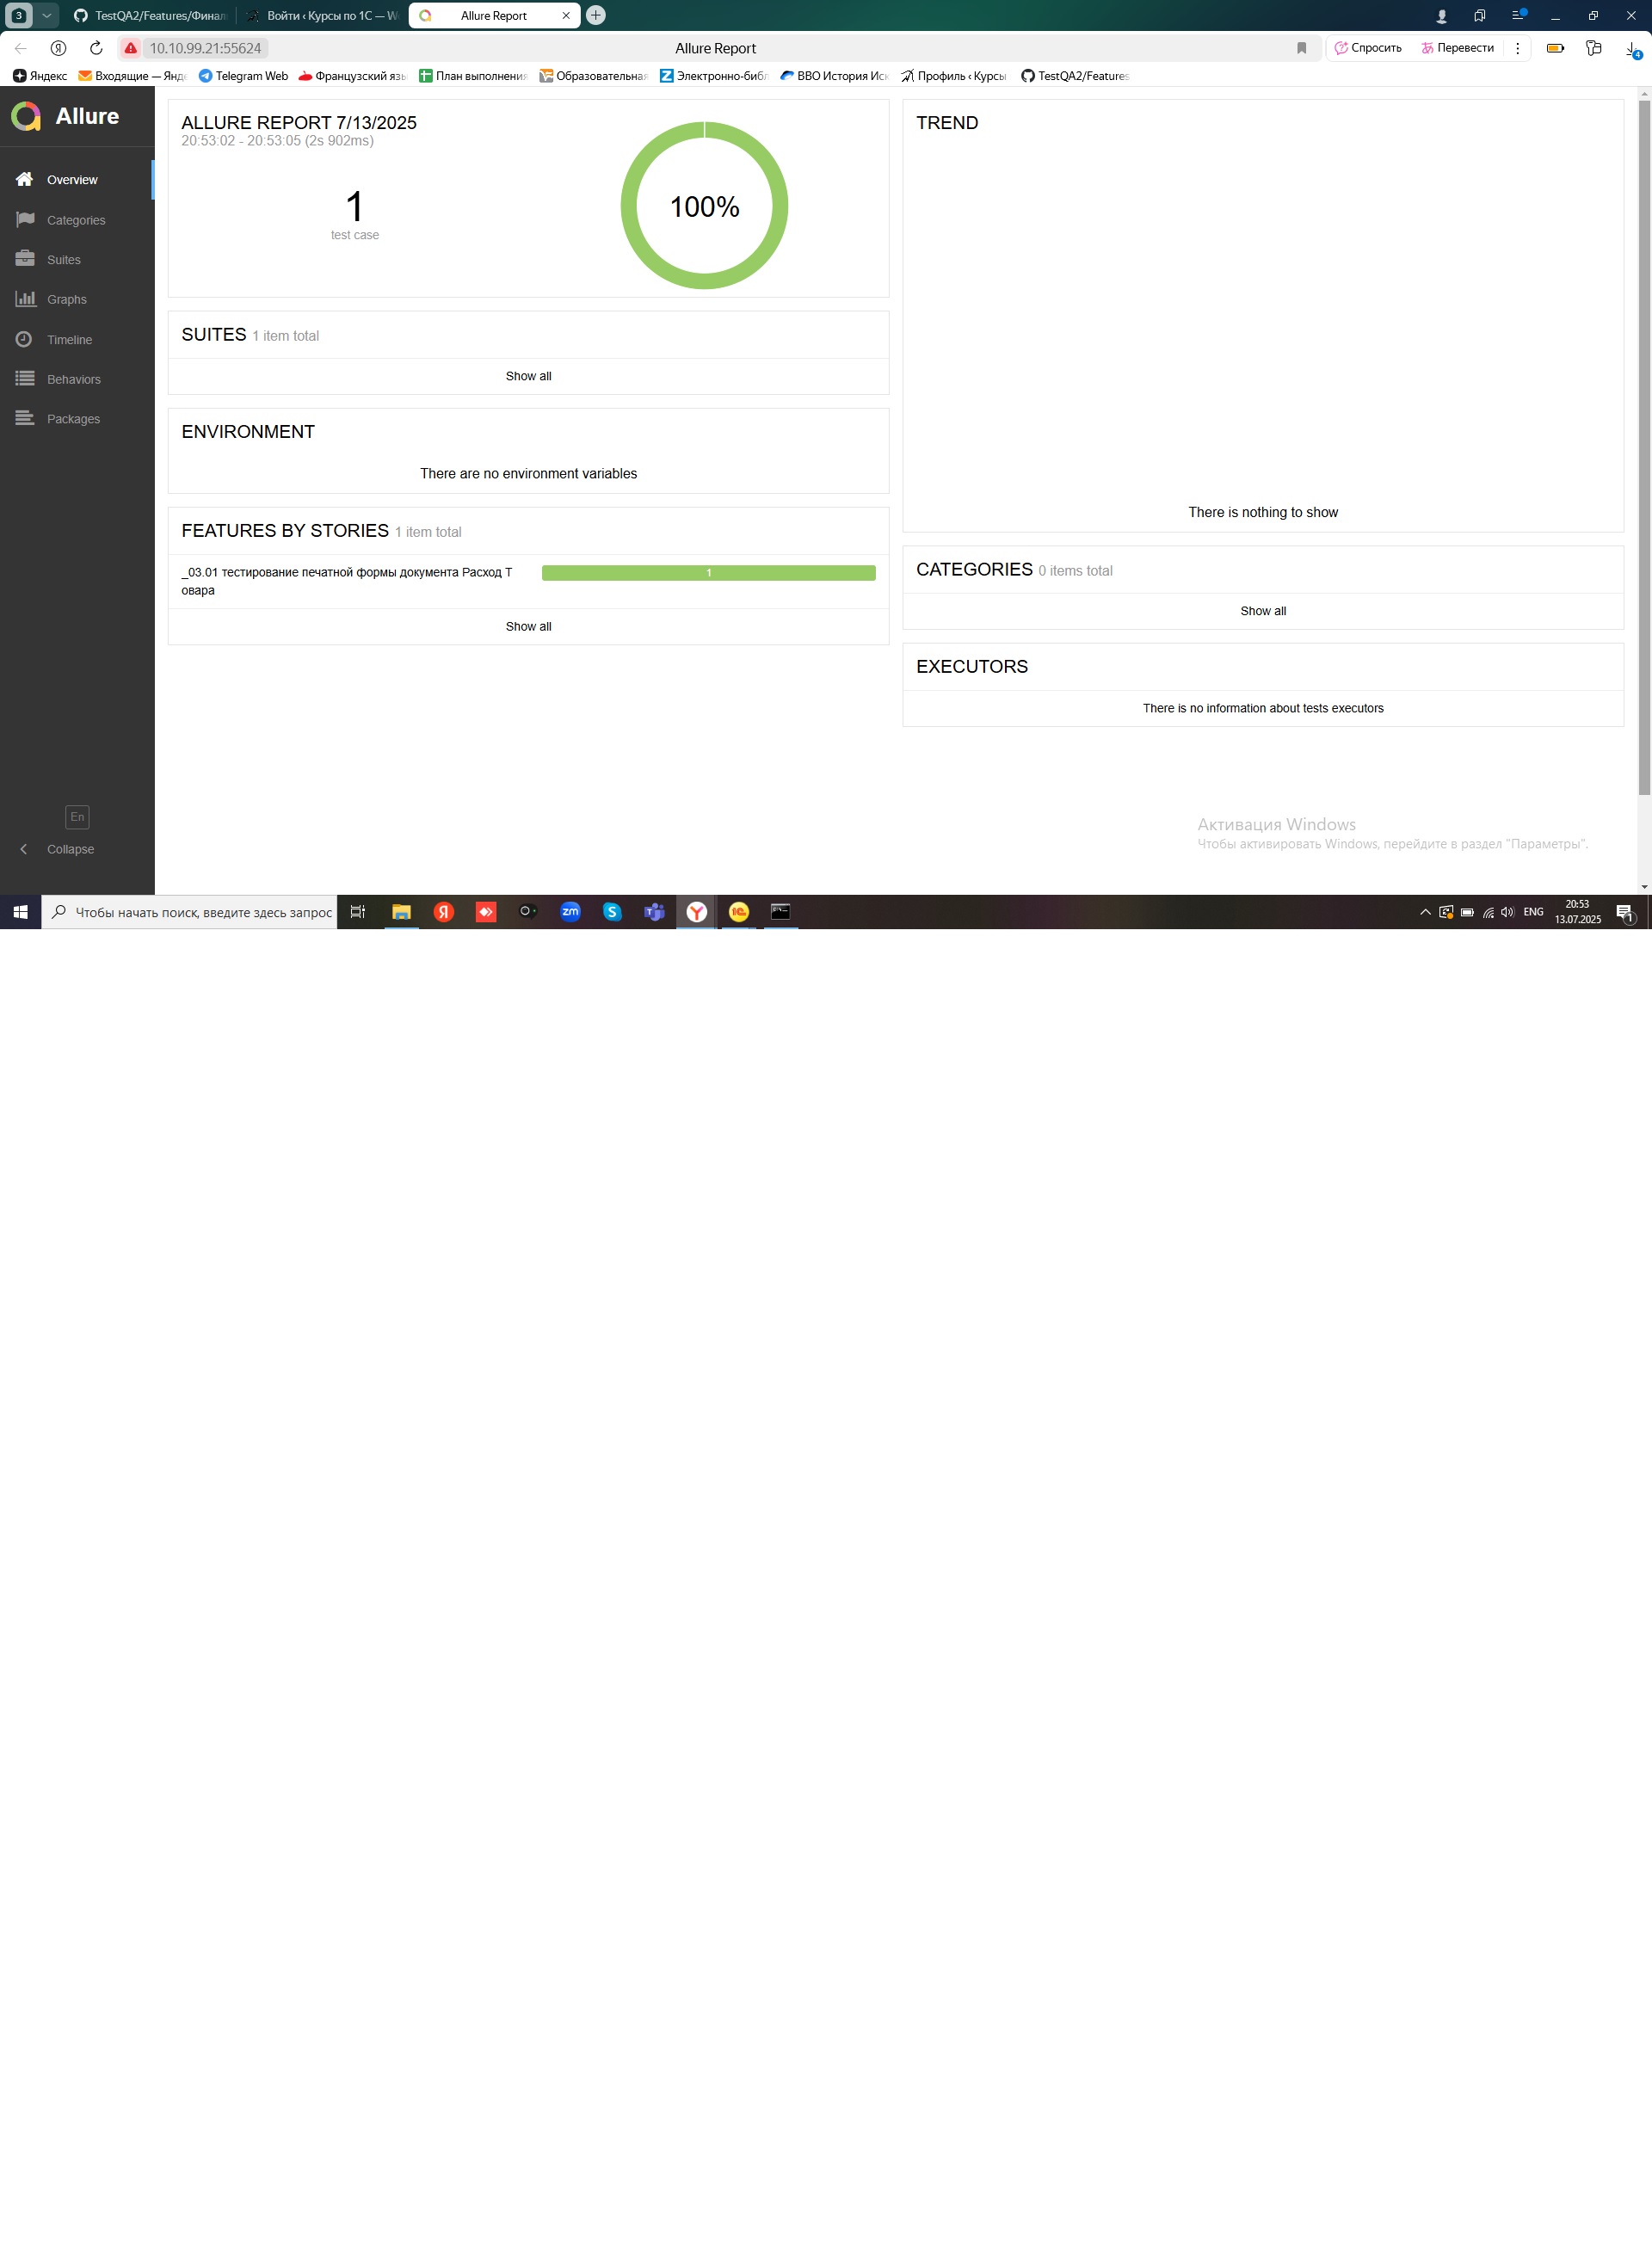 3
TestQA2/Features/Финал
Войти ‹ Курсы по 1С — W
Allure Report
10.10.99.21:55624
Allure Report
Спросить
Перевести
4
Яндекс
Входящие — Янд
Telegram Web
Французский язы
План выполнения
Образовательная
Электронно-библ
ВВО История Иск
Профиль ‹ Курсы
TestQA2/Features
Allure
Overview
Categories
Suites
Graphs
Timeline
Behaviors
Packages
En
Collapse
ALLURE REPORT 7/13/2025
20:53:02 - 20:53:05 (2s 902ms)
1
test case
100%
SUITES 1 item total
Show all
ENVIRONMENT
There are no environment variables
FEATURES BY STORIES 1 item total
_03.01 тестирование печатной формы документа Расход Т
овара
1
Show all
TREND
There is nothing to show
CATEGORIES 0 items total
Show all
EXECUTORS
There is no information about tests executors
Активация Windows
Чтобы активировать Windows, перейдите в раздел "Параметры".
Чтобы начать поиск, введите здесь запрос
zm
ENG
20:53
13.07.2025
1